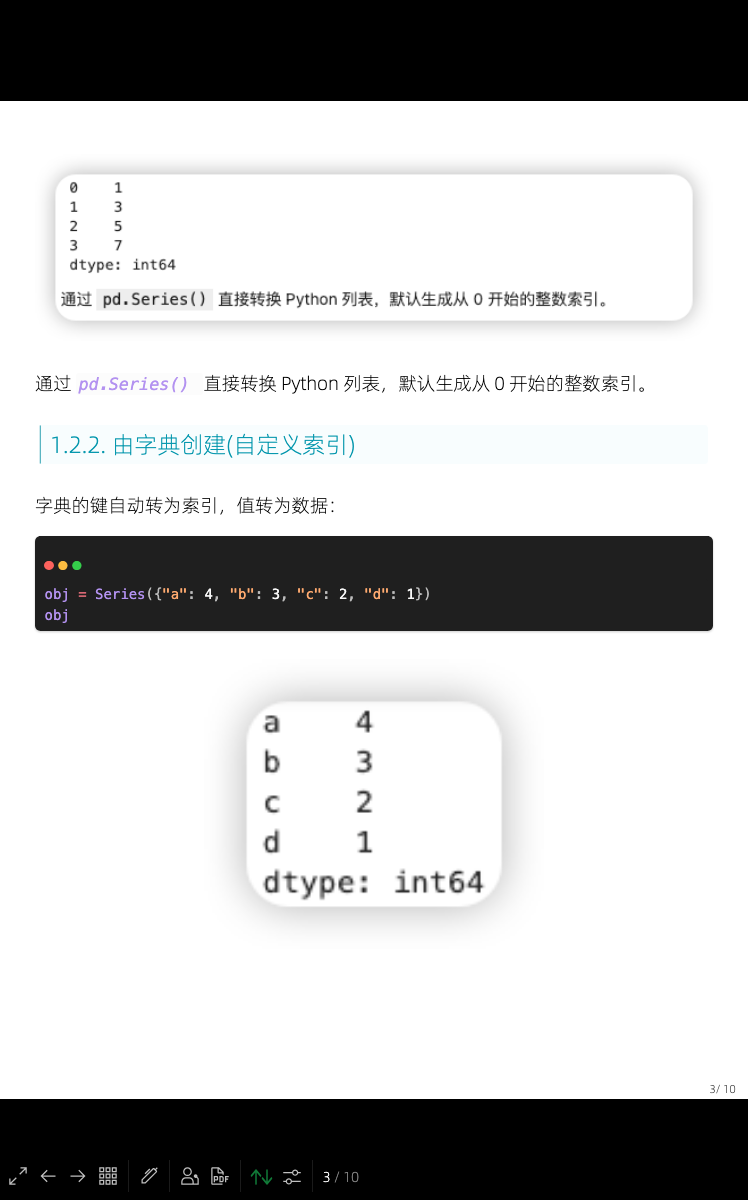 0 1
1 3
2 5
3 7
dtype: int64
通过 pd.Series() 直接转换 Python 列表，默认生成从 0 开始的整数索引。
通过 pd.Series() 直接转换 Python 列表，默认生成从 0 开始的整数索引。
1.2.2. 由字典创建(自定义索引)
字典的键自动转为索引，值转为数据：
obj = Series({"a": 4, "b": 3, "c": 2, "d": 1})
obj
a 4
b 3
c 2
d 1
dtype: int64
3/ 10
PDF 3 / 10